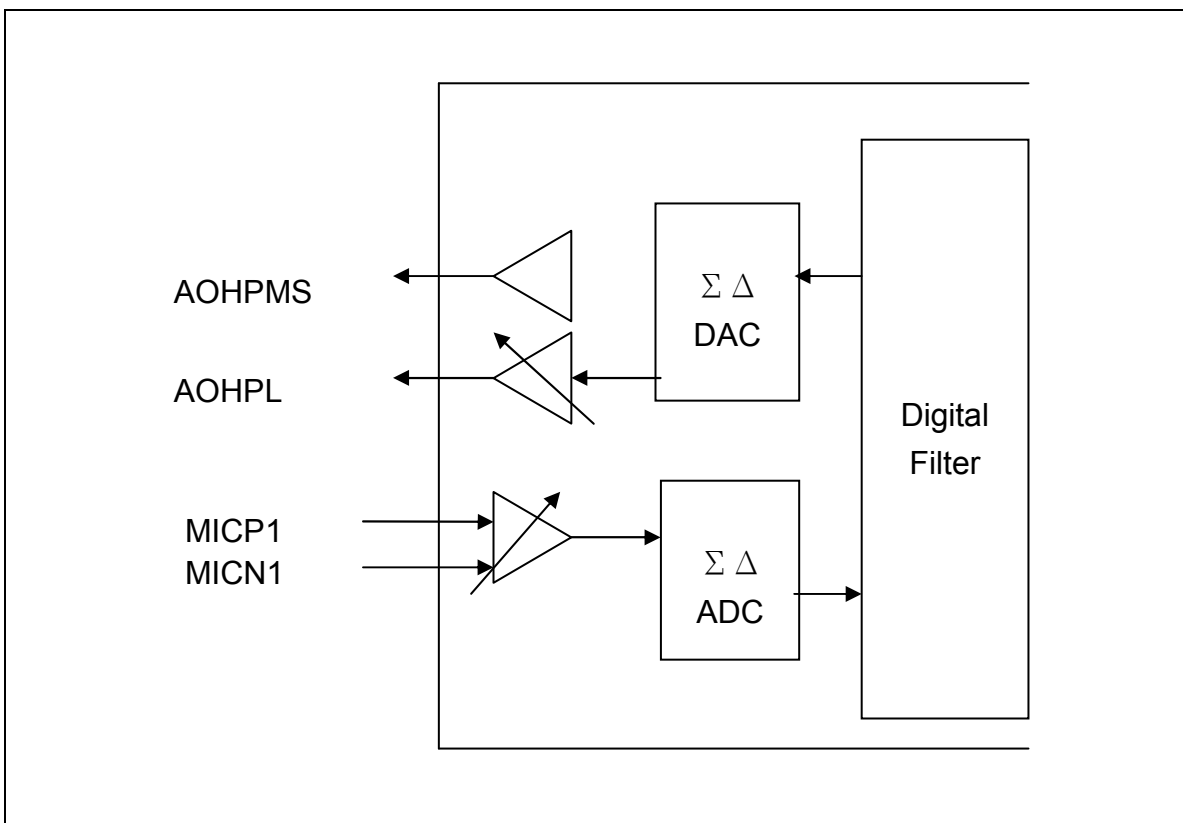 AOHPMS
Σ Δ
DAC
AOHPL
Digital
Filter
MICP1
MICN1
Σ Δ
ADC